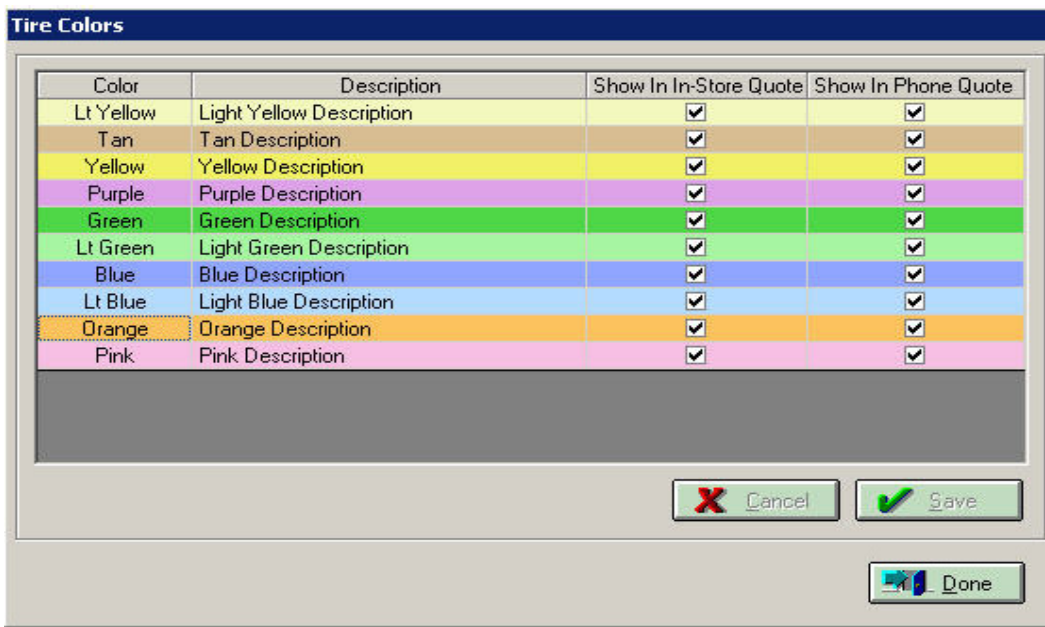 Tire Colors
Color Description Show In In-Store Quote Show In Phone Quote
Lt Yellow Light Yellow Description
Tan Tan Description
Yellow Yellow Description
Purple Purple Description
Green Green Description
Lt Green Light Green Description
Blue Blue Description
Lt Blue Light Blue Description
Orange Orange Description
Pink Pink Description
Cancel Save
Done